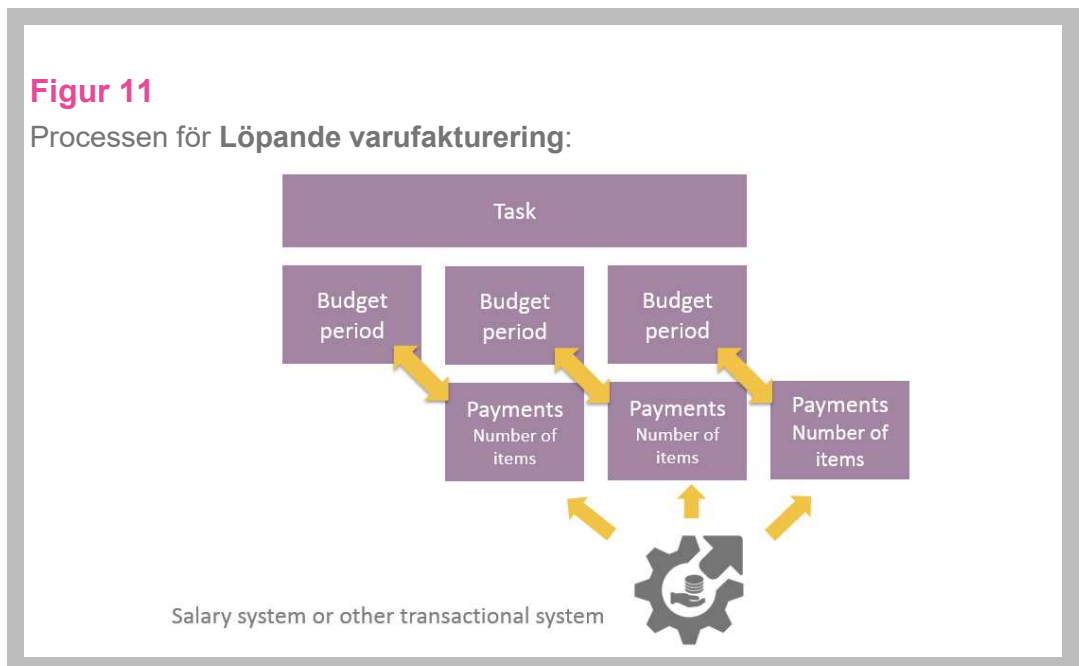 Figur 11
Processen för Löpande varufakturering:
Task
Budget
period
Budget
period
Budget
period
Payments
Number of
items
Payments
Number of
items
Payments
Number of
items
Salary system or other transactional system